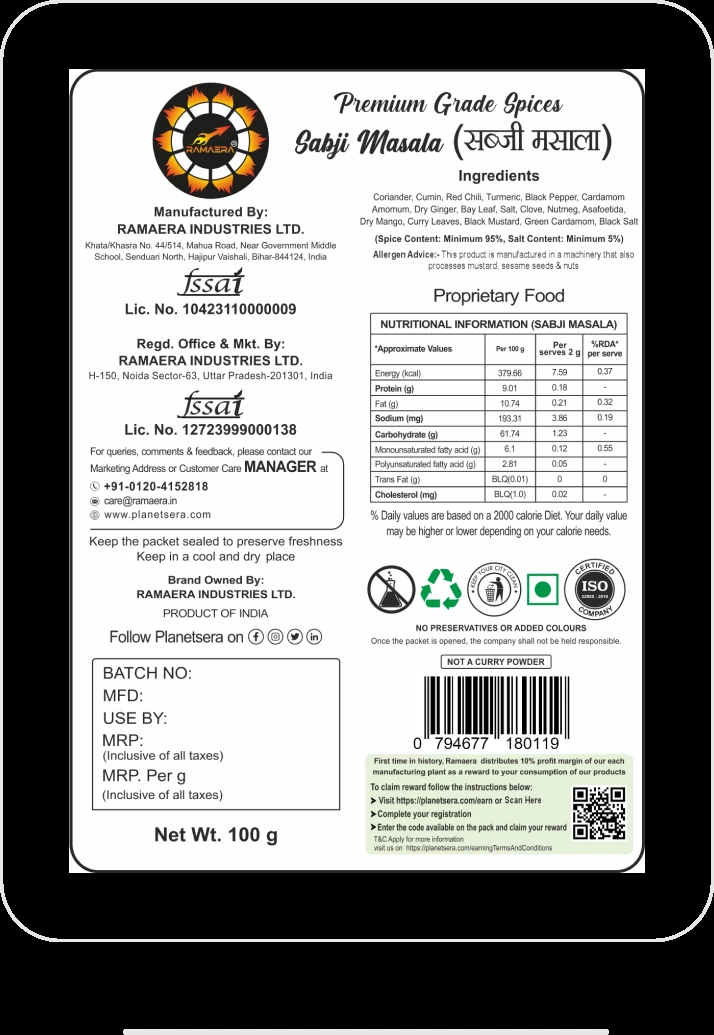 RAMAERA®
Manufactured By:
RAMAERA INDUSTRIES LTD.
Khata/Khasra No. 44/514, Mahua Road, Near Government Middle
School, Senduari North, Hajipur Vaishali, Bihar-844124, India
fssai
Lic. No. 10423110000009
Regd. Office & Mkt. By:
RAMAERA INDUSTRIES LTD.
H-150, Noida Sector-63, Uttar Pradesh-201301, India
fssai
Lic. No. 12723999000138
For queries, comments & feedback, please contact our
Marketing Address or Customer Care MANAGER at
+91-0120-4152818
care@ramaera.in
www.planetsera.com
Keep the packet sealed to preserve freshness
Keep in a cool and dry place
Brand Owned By:
RAMAERA INDUSTRIES LTD.
PRODUCT OF INDIA
Follow Planetsera on
BATCH NO:
MFD:
USE BY:
MRP:
(Inclusive of all taxes)
MRP. Per g
(Inclusive of all taxes)
Net Wt. 100 g
Premium Grade Spices
Sabji Masala (सब्जी मसाला)
Ingredients
Coriander, Cumin, Red Chili, Turmeric, Black Pepper, Cardamom
Amomum, Dry Ginger, Bay Leaf, Salt, Clove, Nutmeg, Asafoetida,
Dry Mango, Curry Leaves, Black Mustard, Green Cardamom, Black Salt
(Spice Content: Minimum 95%, Salt Content: Minimum 5%)
Allergen Advice:- This product is manufactured in a machinery that also
processes mustard, sesame seeds & nuts
Proprietary Food
NUTRITIONAL INFORMATION (SABJI MASALA)
*Approximate Values Per 100 g Per serves 2 g %RDA* per serve
Energy (kcal) 379.66 7.59 0.37
Protein (g) 9.01 0.18 -
Fat (g) 10.74 0.21 0.32
Sodium (mg) 193.31 3.86 0.19
Carbohydrate (g) 61.74 1.23 -
Monounsaturated fatty acid (g) 6.1 0.12 0.55
Polyunsaturated fatty acid (g) 2.81 0.05 -
Trans Fat (g) BLQ(0.01) 0 0
Cholesterol (mg) BLQ(1.0) 0.02 -
% Daily values are based on a 2000 calorie Diet. Your daily value
may be higher or lower depending on your calorie needs.
KEEP YOUR CITY CLEAN
CERTIFIED
ISO
22000 : 2018
COMPANY
NO PRESERVATIVES OR ADDED COLOURS
Once the packet is opened, the company shall not be held responsible.
NOT A CURRY POWDER
0 794677 180119
First time in history, Ramaera distributes 10% profit margin of our each
manufacturing plant as a reward to your consumption of our products
To claim reward follow the instructions below:
➤ Visit https://planetsera.com/earn or Scan Here
➤ Complete your registration
➤ Enter the code available on the pack and claim your reward
T&C Apply for more information
visit us on https://planetsera.com/earningTermsAndConditions